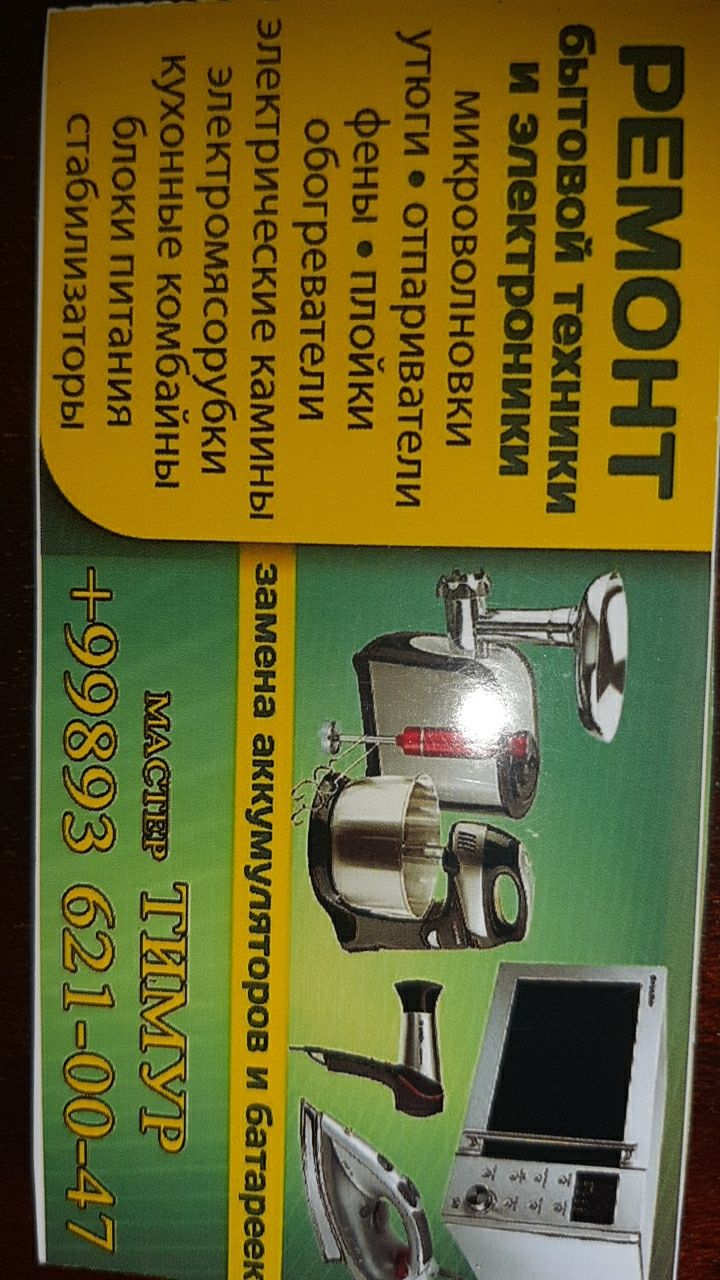 РЕМОНТ
бытовой техники
и электроники
микроволновки
утюги • отпариватели
фены • плойки
обогреватели
электрические камины
электромясорубки
кухонные комбайны
блоки питания
стабилизаторы
замена аккумуляторов и батареек
МАСТЕР ТИМУР
+99893 621-00-47